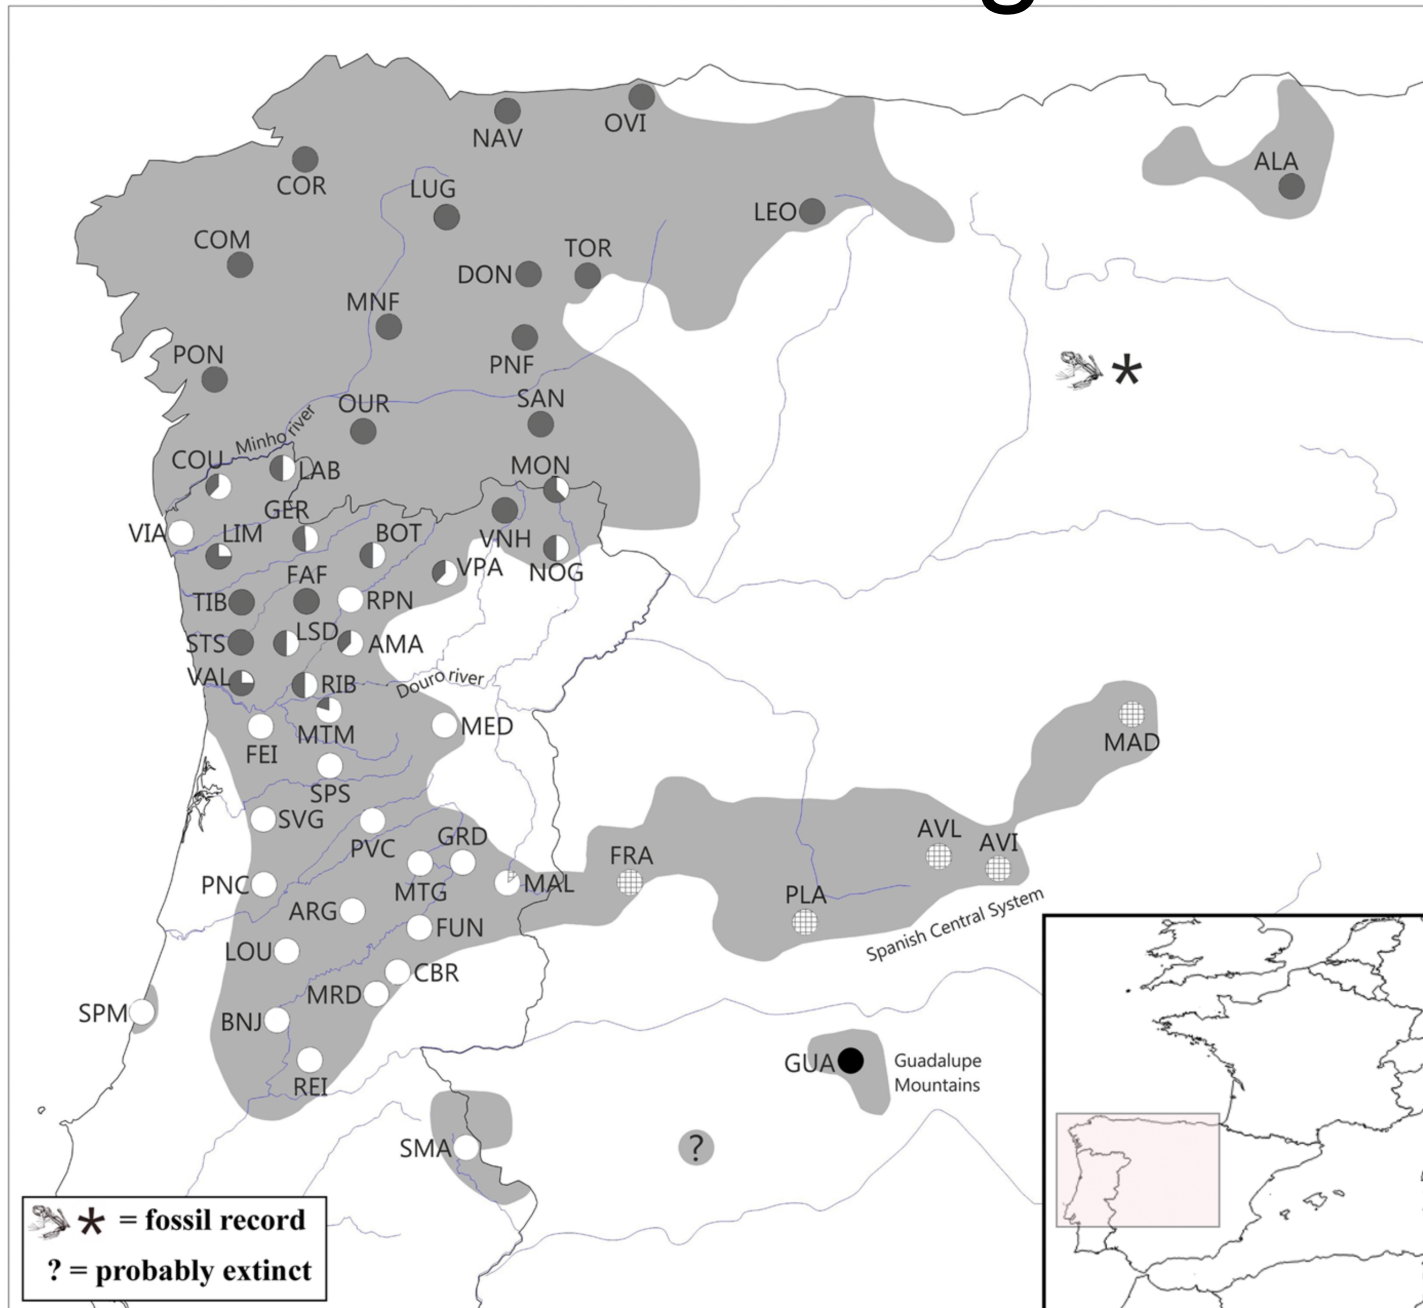 g
NAV
OVI
COR
LUG
ALA
LEO
COM
TOR
DON
MNF
PON
PNF
SAN
OUR
Minho river
COU
LAB
MON
GER
VIA
LIM
BOT
VNH
VPA
NOG
FAF
TIB
RPN
STS
LSD
AMA
VAL
RIB
Douro river
MTM
MED
FEI
MAD
SPS
SVG
PVC
GRD
AVL
AVI
FRA
PNC
MTG
MAL
PLA
ARG
FUN
Spanish Central System
LOU
CBR
MRD
SPM
BNJ
GUA
Guadalupe
Mountains
REI
SMA
?
*
* = fossil record
? = probably extinct